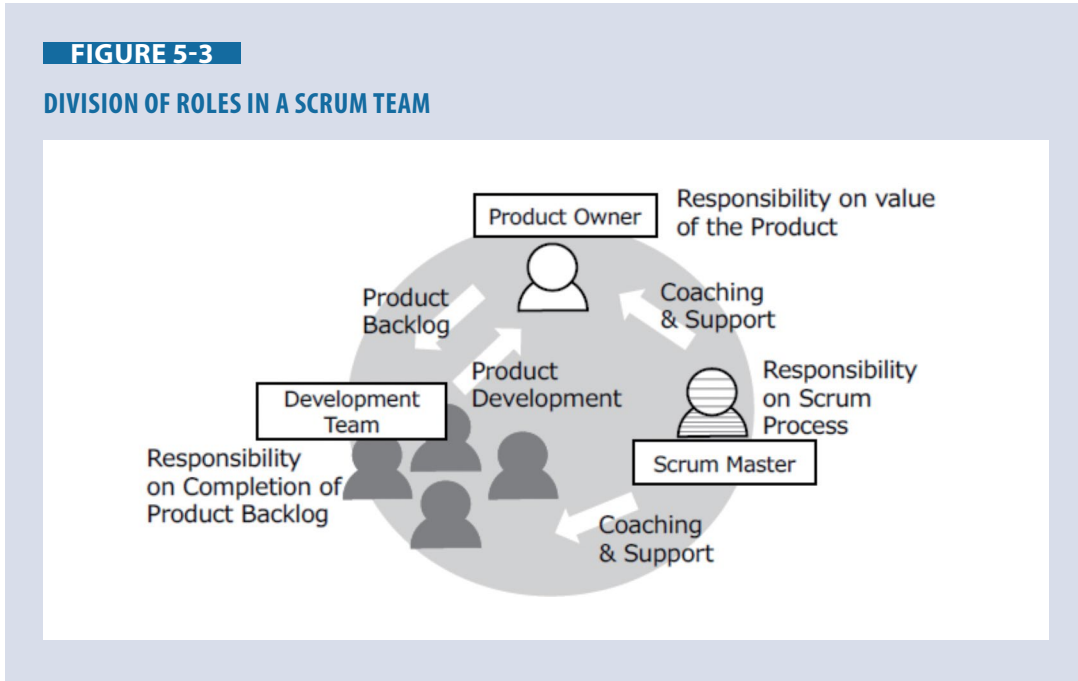 FIGURE 5-3
DIVISION OF ROLES IN A SCRUM TEAM
Product Owner
Responsibility on value
of the Product
Product
Backlog
Coaching
& Support
Product
Development
Development
Team
Responsibility
on Scrum
Process
Responsibility
on Completion of
Product Backlog
Scrum Master
Coaching
& Support